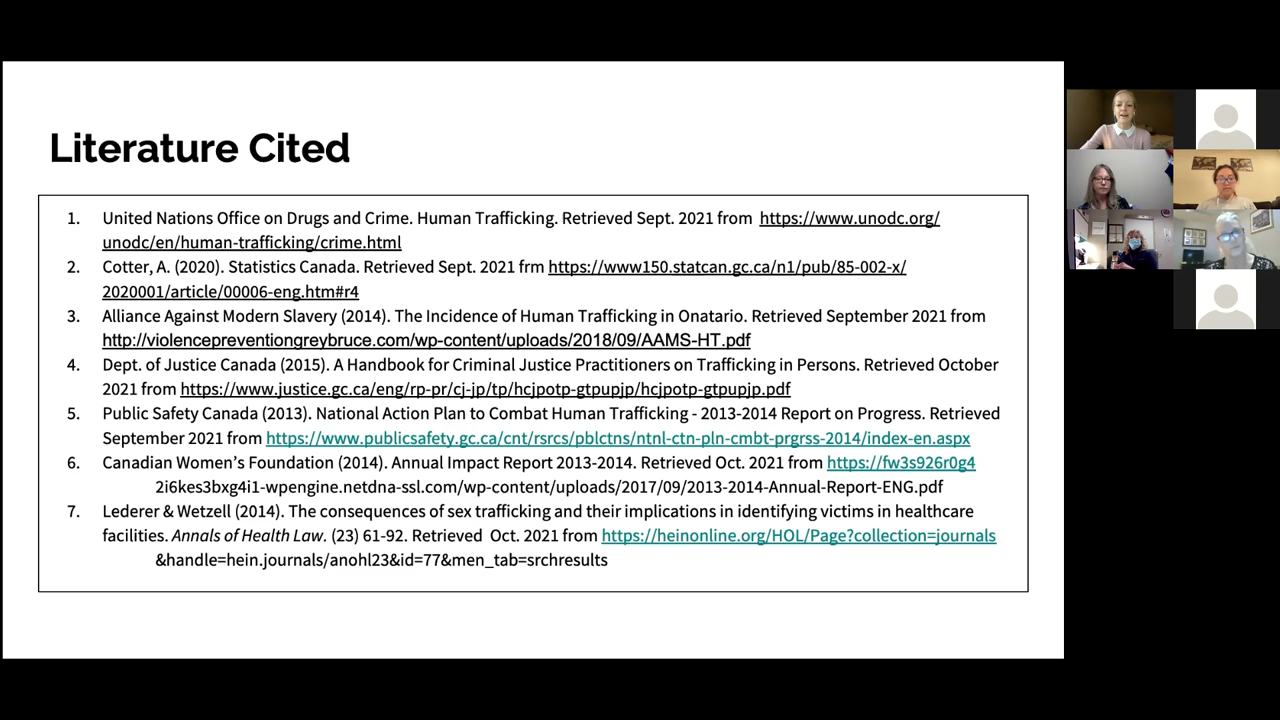 Literature Cited
1. United Nations Office on Drugs and Crime. Human Trafficking. Retrieved Sept. 2021 from https://www.unodc.org/
unodc/en/human-trafficking/crime.html
2. Cotter, A. (2020). Statistics Canada. Retrieved Sept. 2021 frm https://www150.statcan.gc.ca/n1/pub/85-002-x/
2020001/article/00006-eng.htm#r4
3. Alliance Against Modern Slavery (2014). The Incidence of Human Trafficking in Onatario. Retrieved September 2021 from
http://violencepreventiongreybruce.com/wp-content/uploads/2018/09/AAMS-HT.pdf
4. Dept. of Justice Canada (2015). A Handbook for Criminal Justice Practitioners on Trafficking in Persons. Retrieved October
2021 from https://www.justice.gc.ca/eng/rp-pr/cj-jp/tp/hcjpotp-gtpupjp/hcjpotp-gtpupjp.pdf
5. Public Safety Canada (2013). National Action Plan to Combat Human Trafficking - 2013-2014 Report on Progress. Retrieved
September 2021 from https://www.publicsafety.gc.ca/cnt/rsrcs/pblctns/ntnl-ctn-pln-cmbt-prgrss-2014/index-en.aspx
6. Canadian Women’s Foundation (2014). Annual Impact Report 2013-2014. Retrieved Oct. 2021 from https://fw3s926r0g4
2i6kes3bxg4i1-wpengine.netdna-ssl.com/wp-content/uploads/2017/09/2013-2014-Annual-Report-ENG.pdf
7. Lederer & Wetzell (2014). The consequences of sex trafficking and their implications in identifying victims in healthcare
facilities. Annals of Health Law. (23) 61-92. Retrieved Oct. 2021 from https://heinonline.org/HOL/Page?collection=journals
&handle=hein.journals/anohl23&id=77&men_tab=srchresults